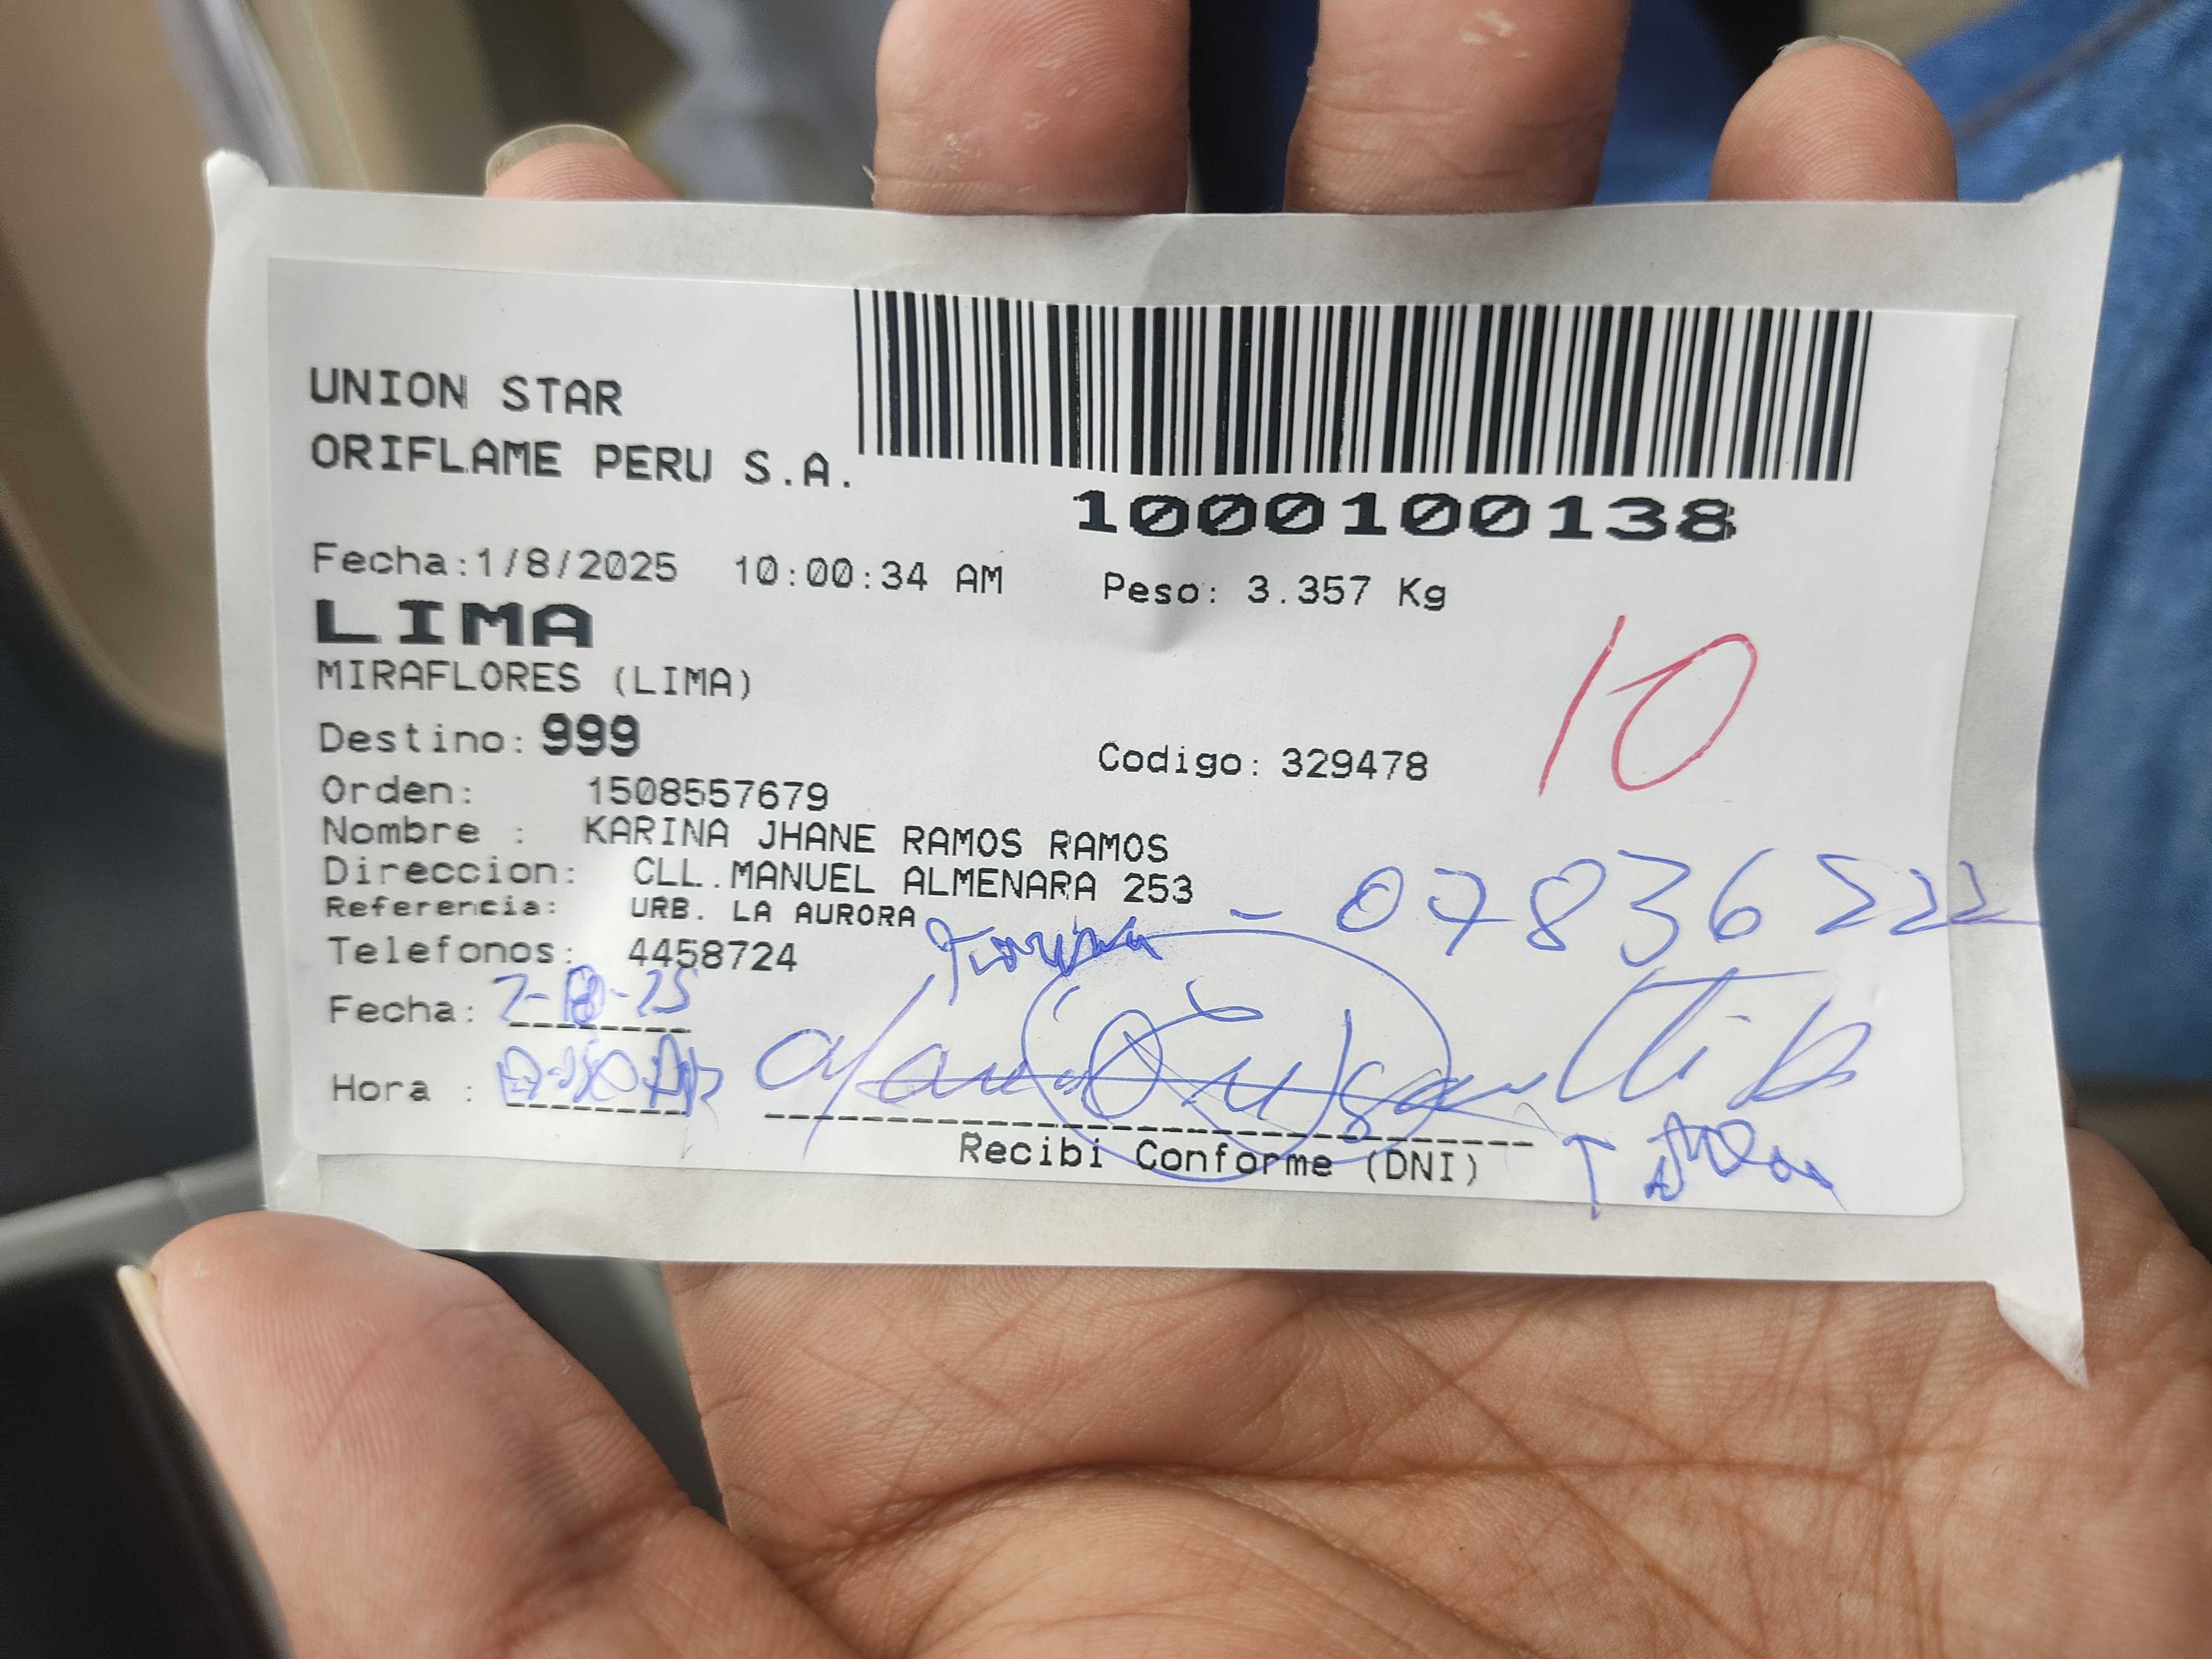 UNION STAR
ORIFLAME PERU S.A.
1000100138
Fecha:1/8/2025 10:00:34 AM Peso: 3.357 Kg
LIMA
MIRAFLORES (LIMA)
10
Destino: 999 Codigo: 329478
Orden: 1508557679
Nombre : KARINA JHANE RAMOS RAMOS
Direccion: CLL.MANUEL ALMENARA 253
Referencia: URB. LA AURORA
Telefonos: 4458724
Fecha:
Hora :
Recibi Conforme (DNI)